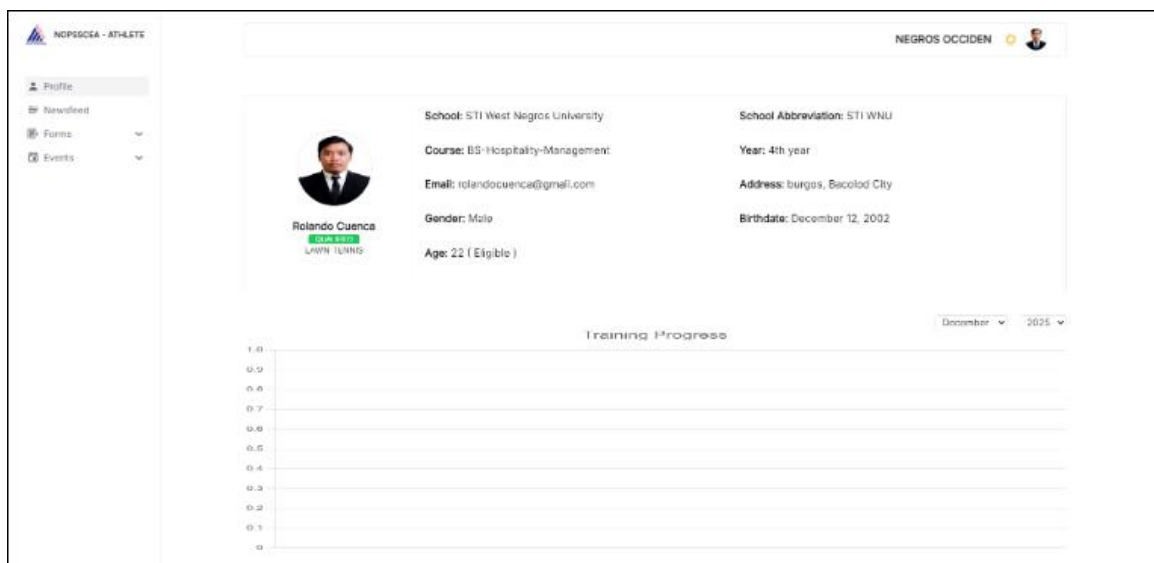 NOPSSCEA - ATHLETE
NEGROS OCCIDEN
Profile
Newsfeed
Forms
Events
School: STI West Negros University
School Abbreviation: STI WNU
Course: BS-Hospitality-Management
Year: 4th year
Email: rolandocuenca@gmail.com
Address: burgos, Bacolod City
Gender: Male
Birthdate: December 12, 2002
Age: 22 ( Eligible )
Rolando Cuenca
QUALIFIED
LAWN TENNIS
December
2025
Training Progress
1.0
0.9
0.8
0.7
0.6
0.5
0.4
0.3
0.2
0.1
0